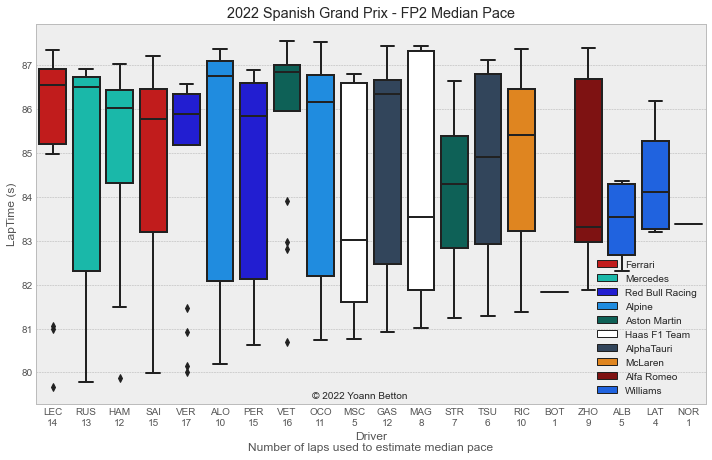 2022 Spanish Grand Prix - FP2 Median Pace
LapTime (s)
87
86
85
84
83
82
81
80
Ferrari
Mercedes
Red Bull Racing
Alpine
Aston Martin
Haas F1 Team
AlphaTauri
McLaren
Alfa Romeo
Williams
© 2022 Yoann Betton
LEC RUS HAM SAI VER ALO PER VET OCO MSC GAS MAG STR TSU RIC BOT ZHO ALB LAT NOR
14 13 12 15 17 10 15 16 11 5 12 8 7 6 10 1 9 5 4 1
Driver
Number of laps used to estimate median pace